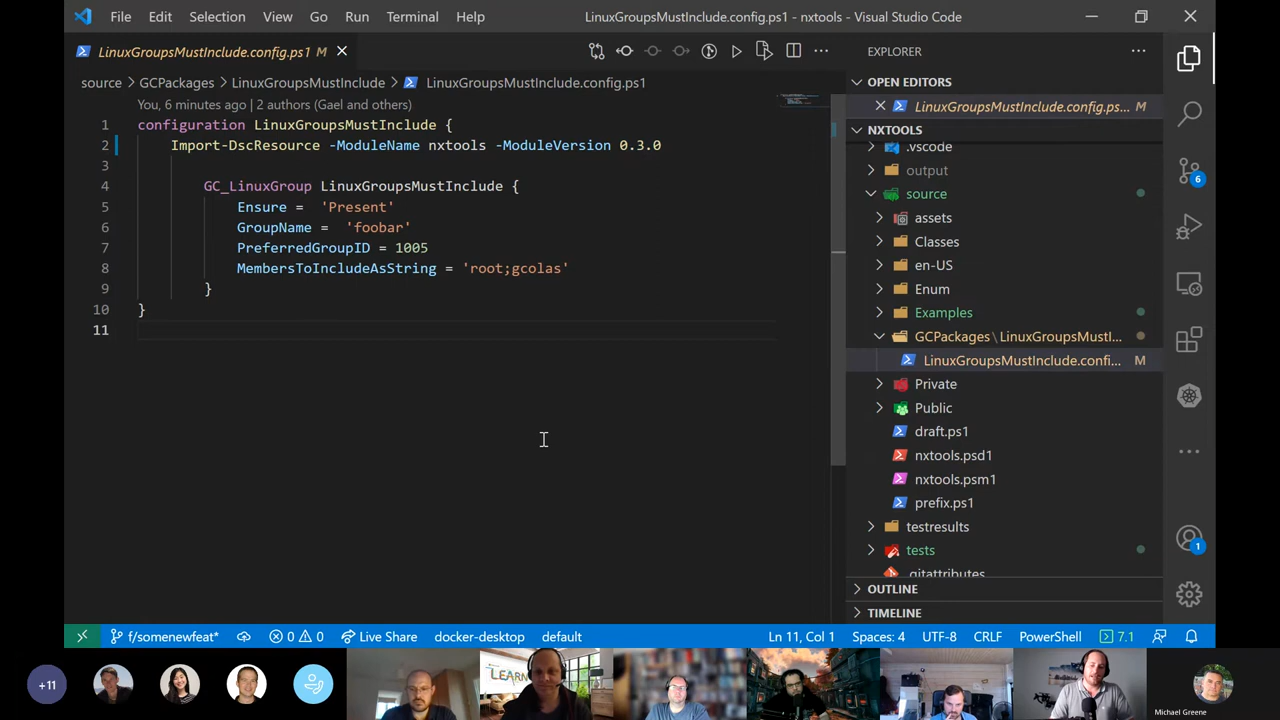 File Edit Selection View Go Run Terminal Help
LinuxGroupsMustInclude.config.ps1 - nxtools - Visual Studio Code
LinuxGroupsMustInclude.config.ps1 M
source > GCPackages > LinuxGroupsMustInclude > LinuxGroupsMustInclude.config.ps1
You, 6 minutes ago | 2 authors (Gael and others)
1 configuration LinuxGroupsMustInclude {
2 Import-DscResource -ModuleName nxtools -ModuleVersion 0.3.0
3
4 GC_LinuxGroup LinuxGroupsMustInclude {
5 Ensure = 'Present'
6 GroupName = 'foobar'
7 PreferredGroupID = 1005
8 MembersToIncludeAsString = 'root;gcolas'
9 }
10 }
11
EXPLORER
OPEN EDITORS
LinuxGroupsMustInclude.config.ps... M
NXTOOLS
.vscode
output
source
assets
Classes
en-US
Enum
Examples
GCPackages \ LinuxGroupsMustI...
LinuxGroupsMustInclude.confi... M
Private
Public
draft.ps1
nxtools.psd1
nxtools.psm1
prefix.ps1
testresults
tests
.gitattributes
OUTLINE
TIMELINE
6
1
f/somenewfeat* 0 0 Live Share docker-desktop default
Ln 11, Col 1 Spaces: 4 UTF-8 CRLF PowerShell 7.1
+11
LEARN
Michael Greene